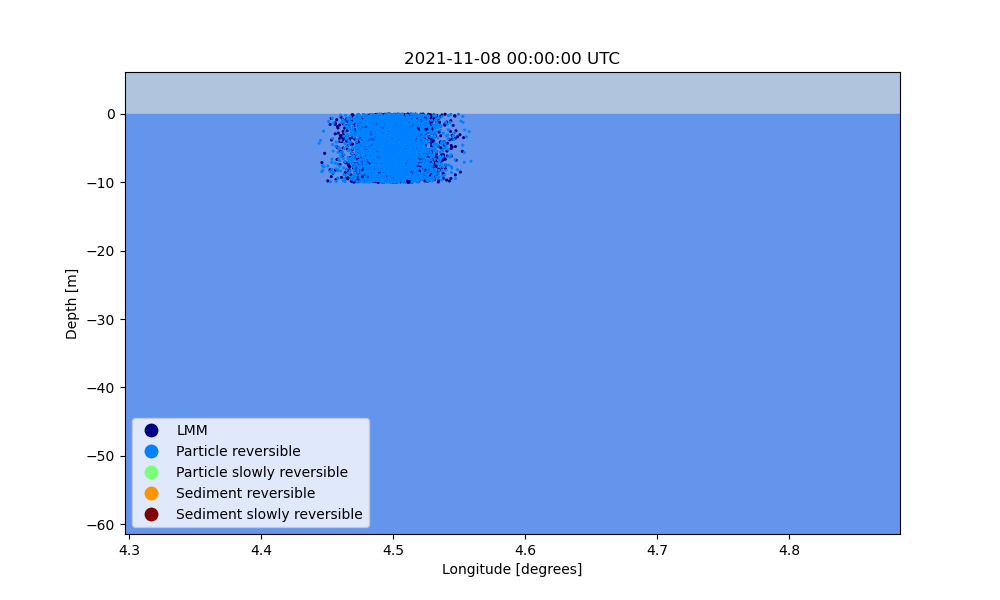 2021-11-08 00:00:00 UTC
0
−10
−20
−30
−40
−50
−60
Depth [m]
LMM
Particle reversible
Particle slowly reversible
Sediment reversible
Sediment slowly reversible
4.3 4.4 4.5 4.6 4.7 4.8
Longitude [degrees]